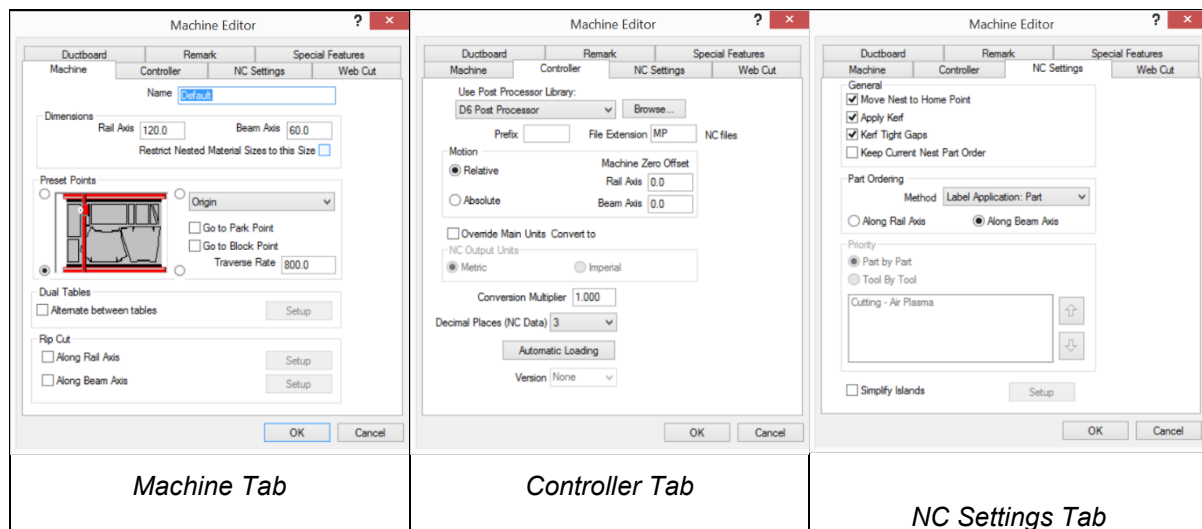 Machine Editor
? ×
Ductboard Remark Special Features
Machine Controller NC Settings Web Cut
Name Default
Dimensions
Rail Axis 120.0 Beam Axis 60.0
Restrict Nested Material Sizes to this Size
Preset Points
Origin
Go to Park Point
Go to Block Point
Traverse Rate 800.0
Dual Tables
Alternate between tables Setup
Rip Cut
Along Rail Axis Setup
Along Beam Axis Setup
OK Cancel
Machine Tab
Machine Editor
? ×
Ductboard Remark Special Features
Machine Controller NC Settings Web Cut
Use Post Processor Library:
D6 Post Processor Browse...
Prefix File Extension MP NC files
Motion
Machine Zero Offset
Relative
Rail Axis 0.0
Absolute Beam Axis 0.0
Override Main Units Convert to
NC Output Units
Metric Imperial
Conversion Multiplier 1.000
Decimal Places (NC Data) 3
Automatic Loading
Version None
OK Cancel
Controller Tab
Machine Editor
? ×
Ductboard Remark Special Features
Machine Controller NC Settings Web Cut
General
Move Nest to Home Point
Apply Kerf
Kerf Tight Gaps
Keep Current Nest Part Order
Part Ordering
Method Label Application: Part
Along Rail Axis Along Beam Axis
Priority
Part by Part
Tool By Tool
Cutting - Air Plasma
Simplify Islands Setup
OK Cancel
NC Settings Tab